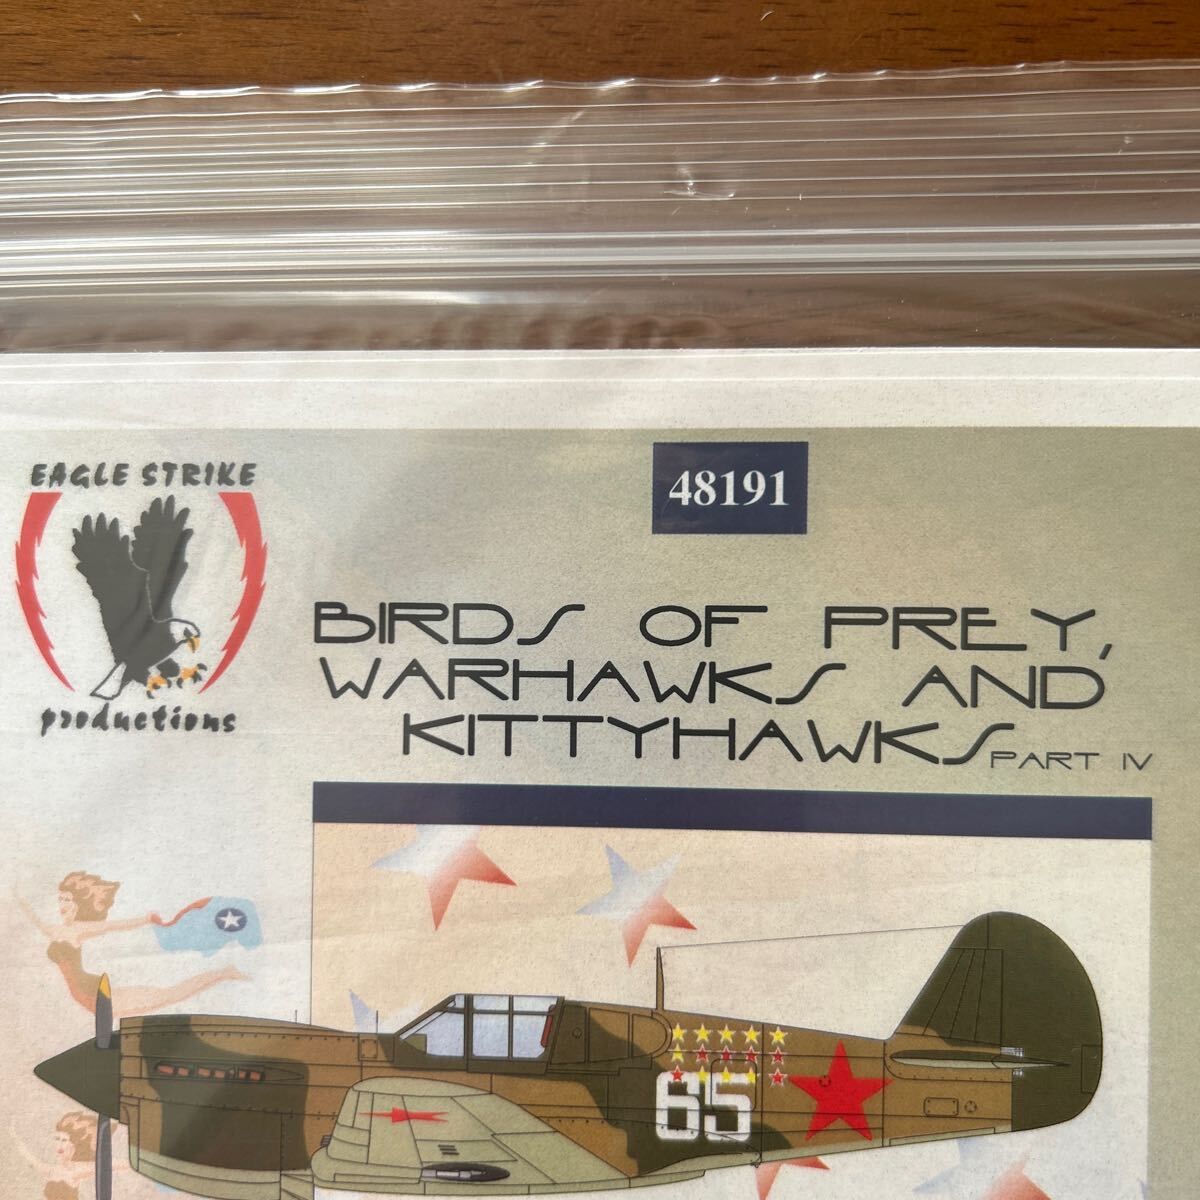 EAGLE STRIKE
productions
48191
BIRDS OF PREY,
WARHAWKS AND
KITTYHAWKS PART IV
65